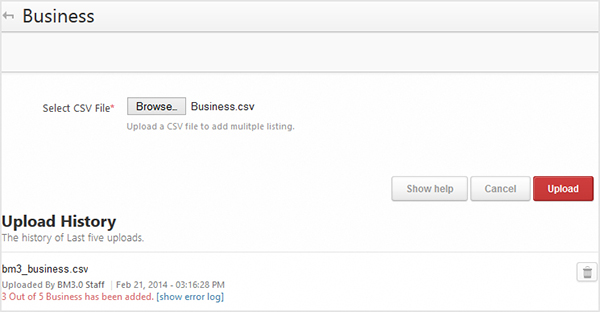 Business
Select CSV File*
Browse.. Business.csv
Upload a CSV file to add mulitple listing.
Show help Cancel Upload
Upload History
The history of Last five uploads.
bm3_business.csv
Uploaded By BM3.0 Staff | Feb 21, 2014 - 03:16:28 PM
3 Out of 5 Business has been added. [show error log]